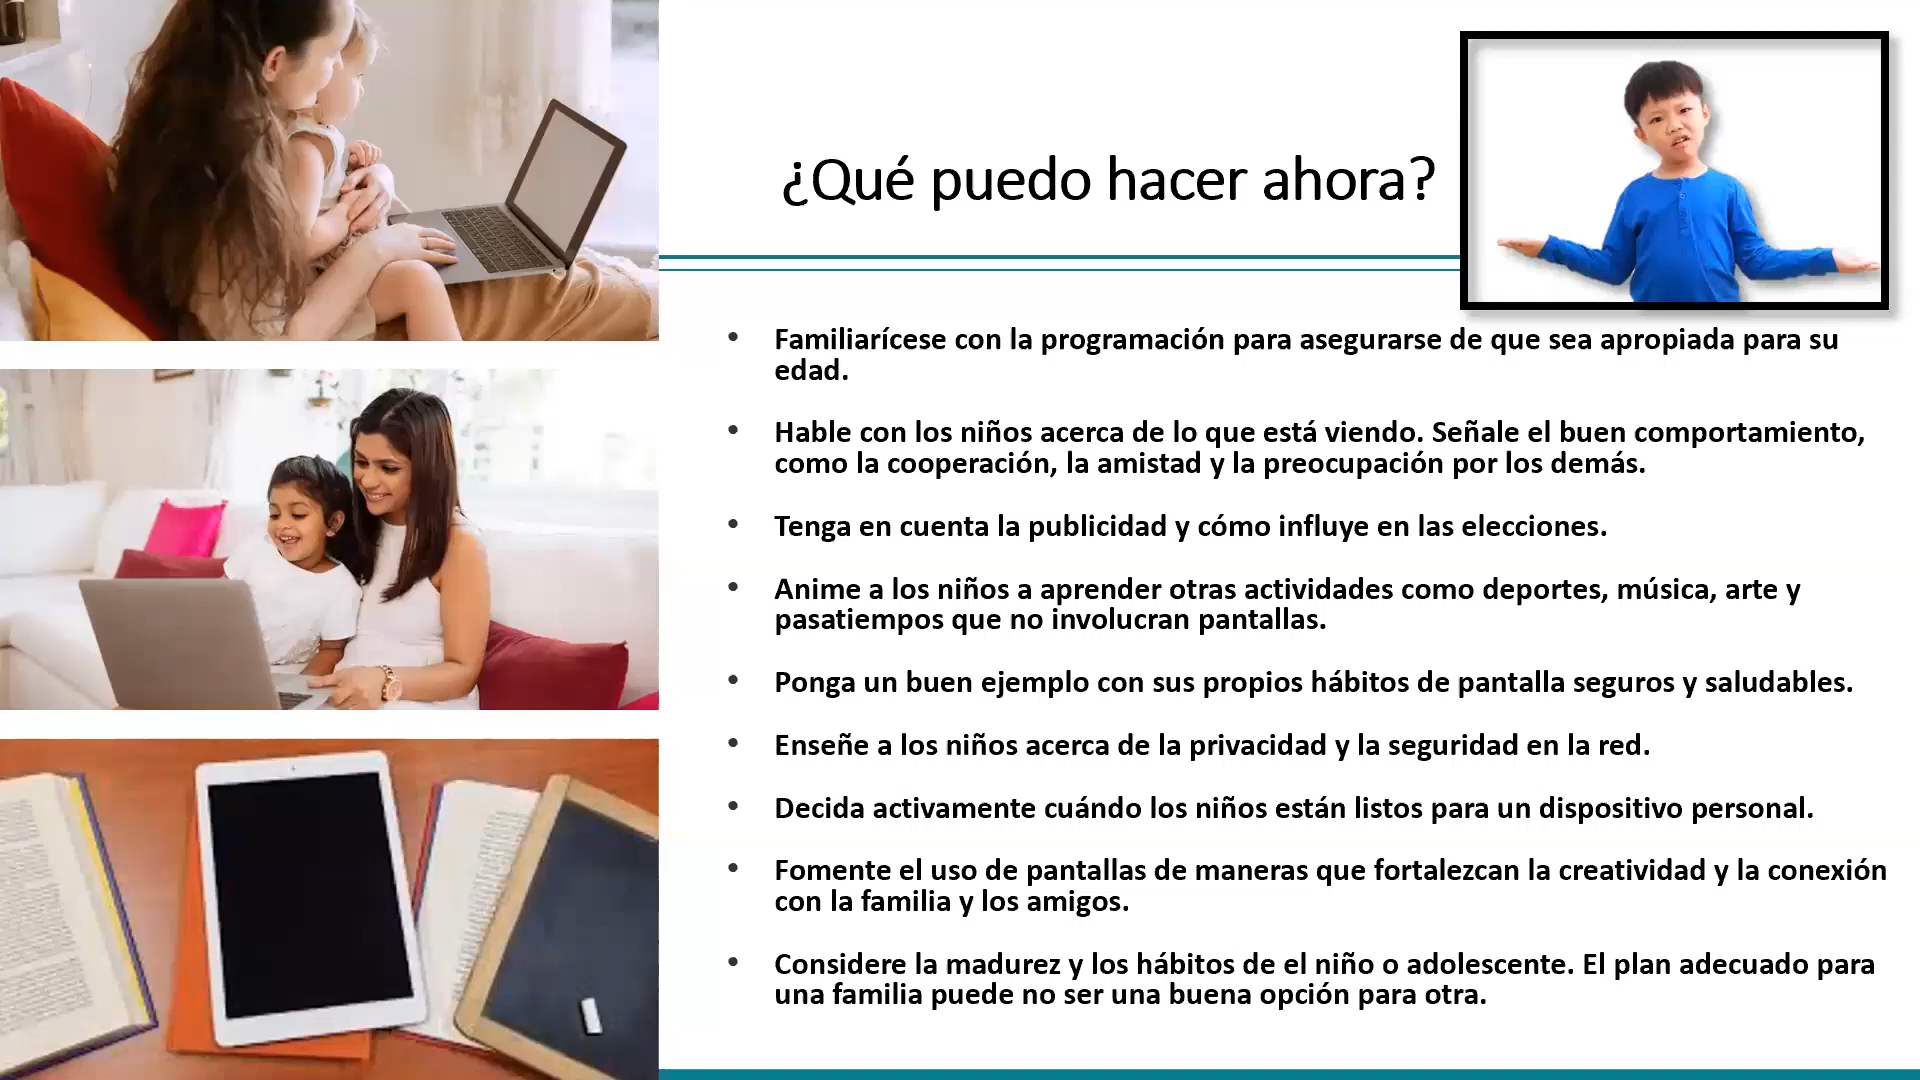 ¿Qué puedo hacer ahora?
• Familiarícese con la programación para asegurarse de que sea apropiada para su
edad.
• Hable con los niños acerca de lo que está viendo. Señale el buen comportamiento,
como la cooperación, la amistad y la preocupación por los demás.
• Tenga en cuenta la publicidad y cómo influye en las elecciones.
• Anime a los niños a aprender otras actividades como deportes, música, arte y
pasatiempos que no involucran pantallas.
• Ponga un buen ejemplo con sus propios hábitos de pantalla seguros y saludables.
• Enseñe a los niños acerca de la privacidad y la seguridad en la red.
• Decida activamente cuándo los niños están listos para un dispositivo personal.
• Fomente el uso de pantallas de maneras que fortalezcan la creatividad y la conexión
con la familia y los amigos.
• Considere la madurez y los hábitos de el niño o adolescente. El plan adecuado para
una familia puede no ser una buena opción para otra.